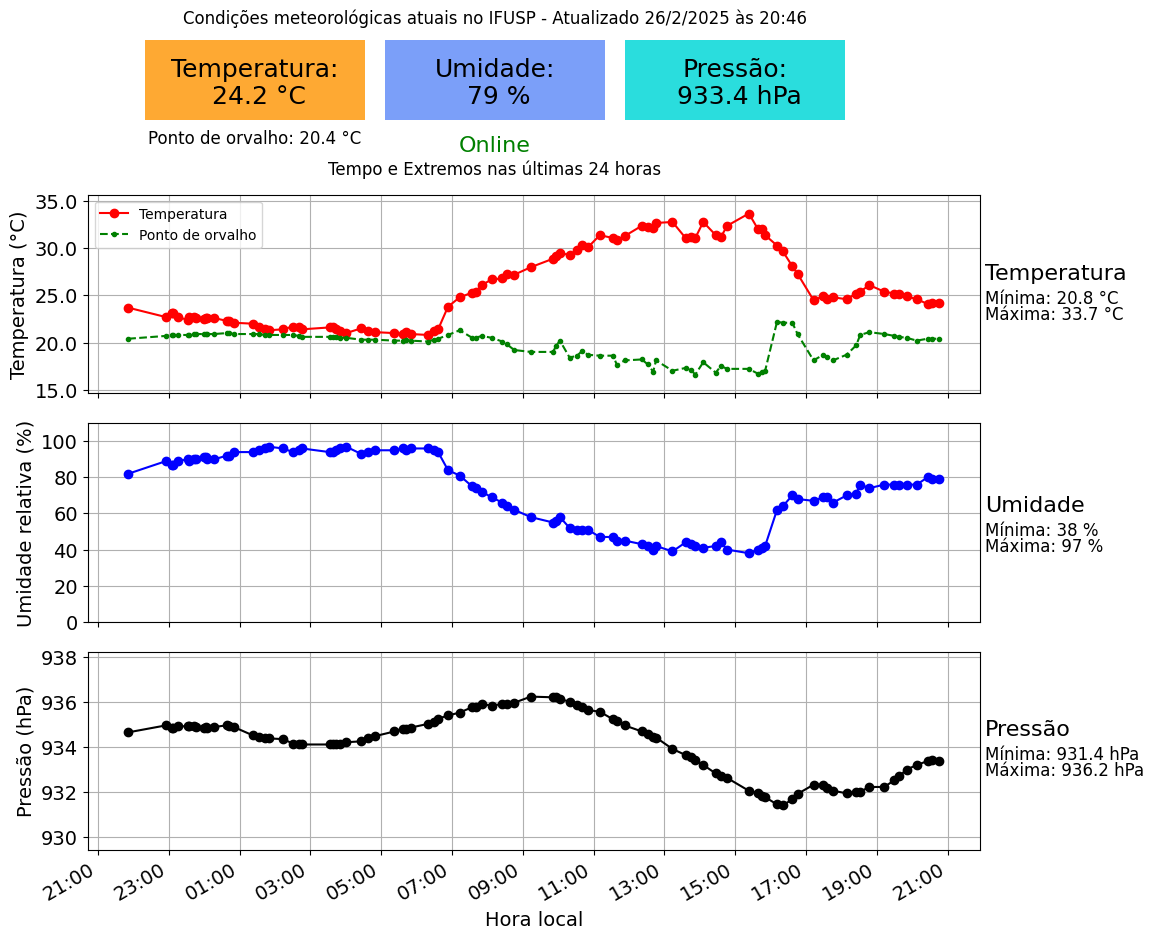 Condições meteorológicas atuais no IFUSP - Atualizado 26/2/2025 às 20:46
Temperatura:
24.2 °C
Umidade:
79 %
Pressão:
933.4 hPa
Ponto de orvalho: 20.4 °C
Online
Tempo e Extremos nas últimas 24 horas
Temperatura (°C)
35.0
30.0
25.0
20.0
15.0
Temperatura
Ponto de orvalho
Temperatura
Mínima: 20.8 °C
Máxima: 33.7 °C
Umidade relativa (%)
100
80
60
40
20
0
Umidade
Mínima: 38 %
Máxima: 97 %
Pressão (hPa)
938
936
934
932
930
Pressão
Mínima: 931.4 hPa
Máxima: 936.2 hPa
21:00 23:00 01:00 03:00 05:00 07:00 09:00 11:00 13:00 15:00 17:00 19:00 21:00
Hora local